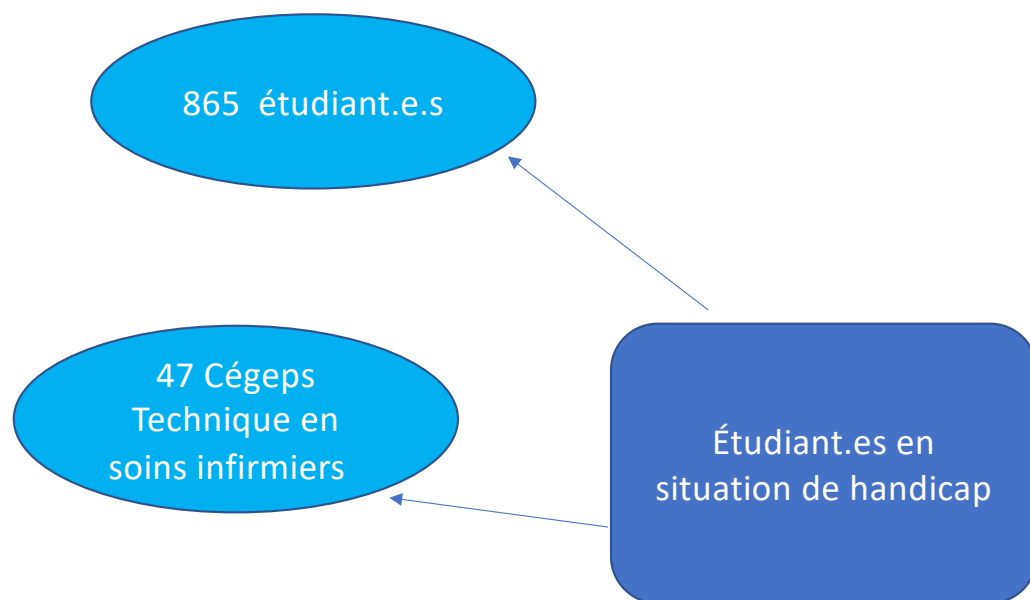 865 étudiant.e.s
47 Cégeps
Technique en
soins infirmiers
Étudiant.es en
situation de handicap